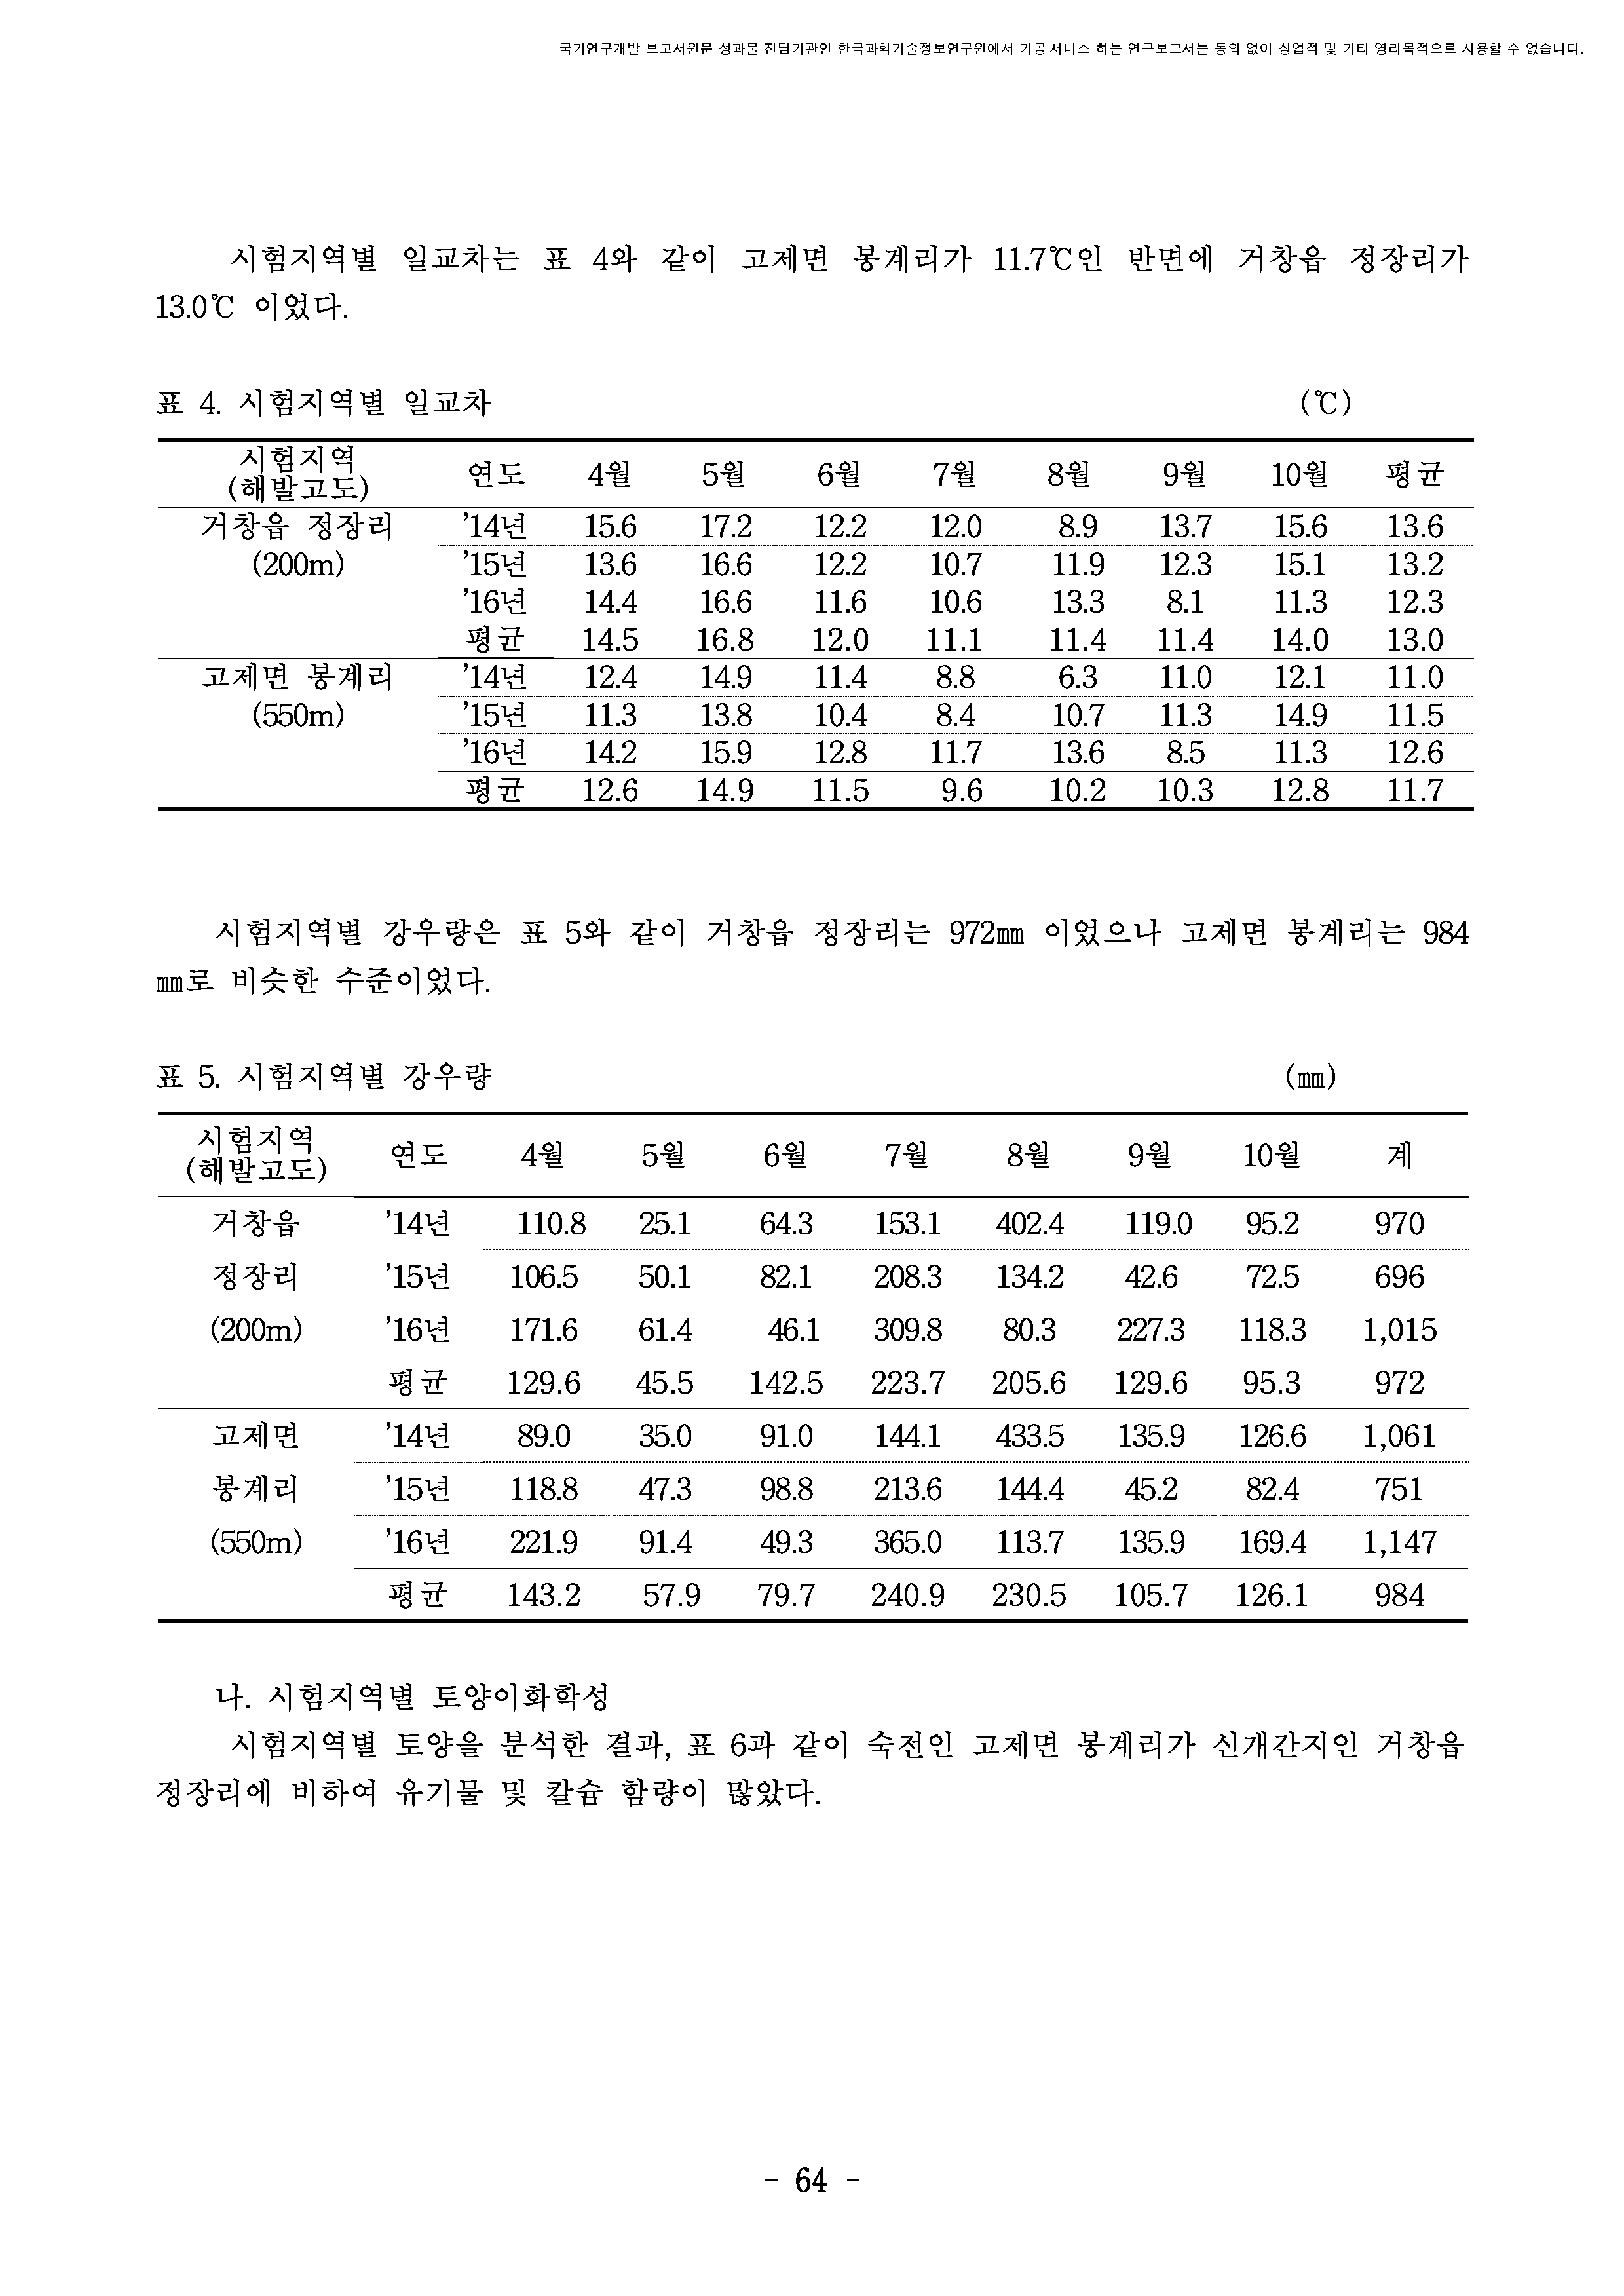 국가연구개발 보고서원문 성과물 전담기관인 한국과학기술정보연구원에서 가공·서비스 하는 연구보고서는 동의 없이 상업적 및 기타 영리목적으로 사용할 수 없습니다.
시험지역별 일교차는 표 4와 같이 고제면 봉계리가 11.7℃인 반면에 거창읍 정장리가
13.0℃ 이었다.
표 4. 시험지역별 일교차 (℃)
시험지역
(해발고도) 연도 4월 5월 6월 7월 8월 9월 10월 평균
거창읍 정장리 ’14년 15.6 17.2 12.2 12.0 8.9 13.7 15.6 13.6
(200m) ’15년 13.6 16.6 12.2 10.7 11.9 12.3 15.1 13.2
’16년 14.4 16.6 11.6 10.6 13.3 8.1 11.3 12.3
평균 14.5 16.8 12.0 11.1 11.4 11.4 14.0 13.0
고제면 봉계리 ’14년 12.4 14.9 11.4 8.8 6.3 11.0 12.1 11.0
(550m) ’15년 11.3 13.8 10.4 8.4 10.7 11.3 14.9 11.5
’16년 14.2 15.9 12.8 11.7 13.6 8.5 11.3 12.6
평균 12.6 14.9 11.5 9.6 10.2 10.3 12.8 11.7
시험지역별 강우량은 표 5와 같이 거창읍 정장리는 972㎜ 이었으나 고제면 봉계리는 984
㎜로 비슷한 수준이었다.
표 5. 시험지역별 강우량 (㎜)
시험지역
(해발고도) 연도 4월 5월 6월 7월 8월 9월 10월 계
거창읍 ’14년 110.8 25.1 64.3 153.1 402.4 119.0 95.2 970
정장리 ’15년 106.5 50.1 82.1 208.3 134.2 42.6 72.5 696
(200m) ’16년 171.6 61.4 46.1 309.8 80.3 227.3 118.3 1,015
평균 129.6 45.5 142.5 223.7 205.6 129.6 95.3 972
고제면 ’14년 89.0 35.0 91.0 144.1 433.5 135.9 126.6 1,061
봉계리 ’15년 118.8 47.3 98.8 213.6 144.4 45.2 82.4 751
(550m) ’16년 221.9 91.4 49.3 365.0 113.7 135.9 169.4 1,147
평균 143.2 57.9 79.7 240.9 230.5 105.7 126.1 984
나. 시험지역별 토양이화학성
시험지역별 토양을 분석한 결과, 표 6과 같이 숙전인 고제면 봉계리가 신개간지인 거창읍
정장리에 비하여 유기물 및 칼슘 함량이 많았다.
- 64 -